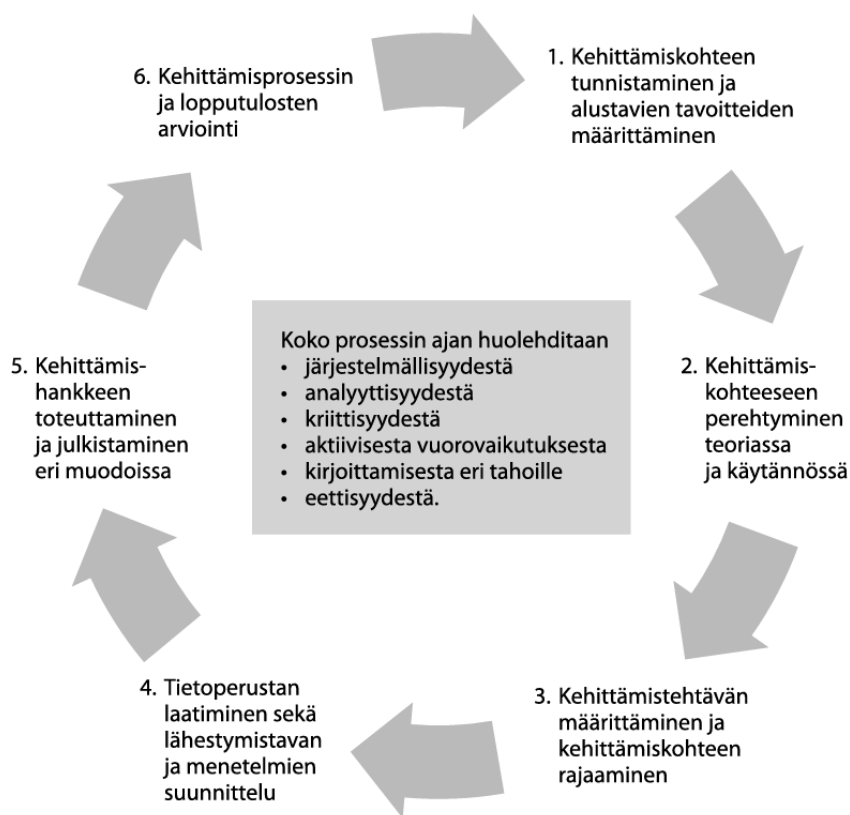 1. Kehittämiskohteen
tunnistaminen ja
alustavien tavoitteiden
määrittäminen
2. Kehittämis-
kohteeseen
perehtyminen
teoriassa
ja käytännössä
3. Kehittämistehtävän
määrittäminen ja
kehittämiskohteen
rajaaminen
4. Tietoperustan
laatiminen sekä
lähestymistavan
ja menetelmien
suunnittelu
5. Kehittämis-
hankkeen
toteuttaminen
ja julkistaminen
eri muodoissa
6. Kehittämisprosessin
ja lopputulosten
arviointi
Koko prosessin ajan huolehditaan
• järjestelmällisyydestä
• analyyttisyydestä
• kriittisyydestä
• aktiivisesta vuorovaikutuksesta
• kirjoittamisesta eri tahoille
• eettisyydestä.